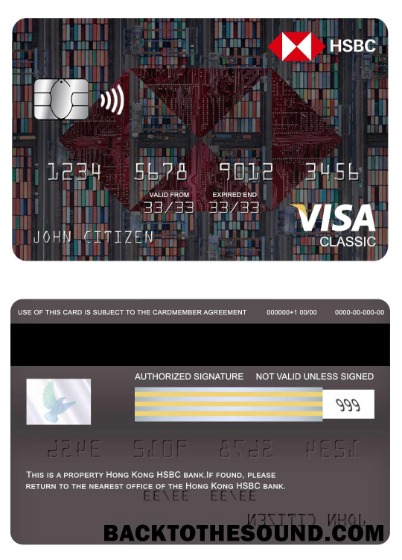 HSBC
1234 5678 9012 3456
VALID FROM EXPIRED END
33/33 33/33
JOHN CITIZEN
VISA
CLASSIC
USE OF THIS CARD IS SUBJECT TO THE CARDMEMBER AGREEMENT 000000+1 00/00 0000-00-000-00
AUTHORIZED SIGNATURE NOT VALID UNLESS SIGNED
999
THIS IS A PROPERTY HONG KONG HSBC BANK.IF FOUND, PLEASE
RETURN TO THE NEAREST OFFICE OF THE HONG KONG HSBC BANK.
BACKTOTHESOUND.COM